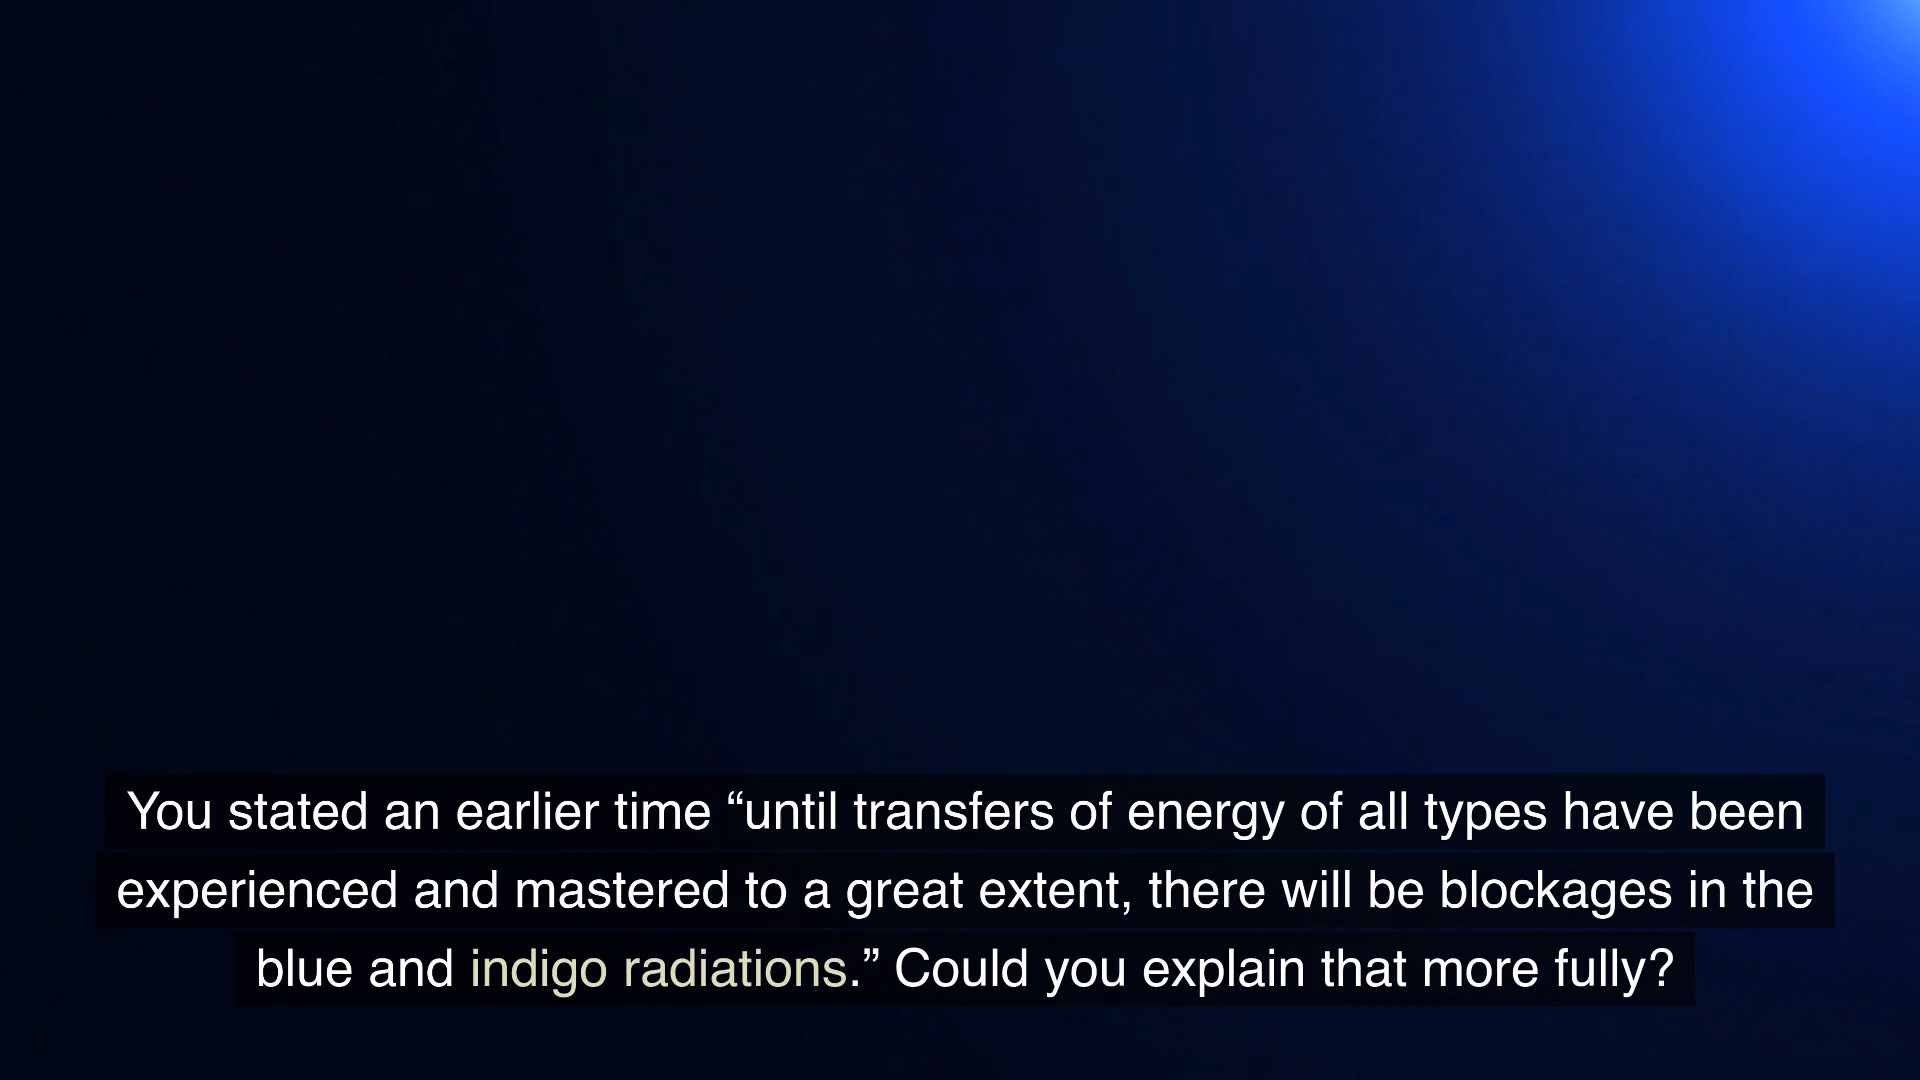 You stated an earlier time “until transfers of energy of all types have been
experienced and mastered to a great extent, there will be blockages in the
blue and indigo radiations.” Could you explain that more fully?